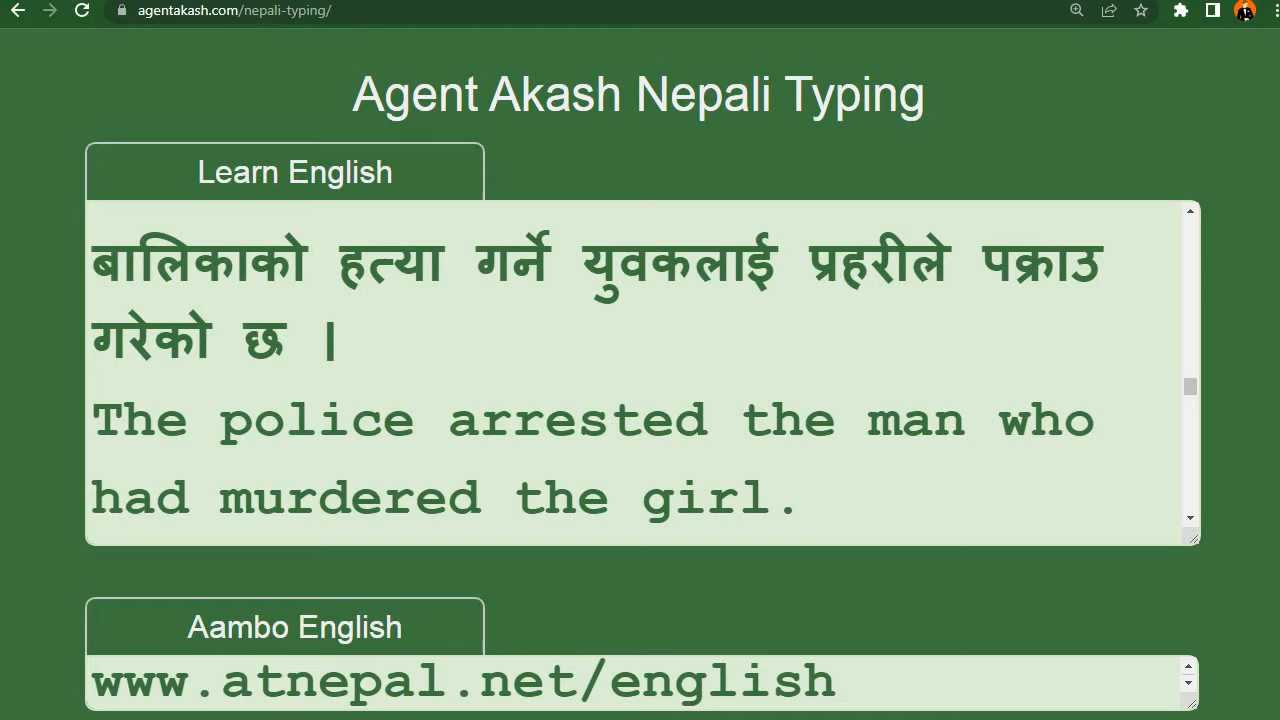 agentakash.com/nepali-typing/
Agent Akash Nepali Typing
Learn English
बालिकाको हत्या गर्ने युवकलाई प्रहरीले पक्राउ
गरेको छ ।
The police arrested the man who
had murdered the girl.
Aambo English
www.atnepal.net/english